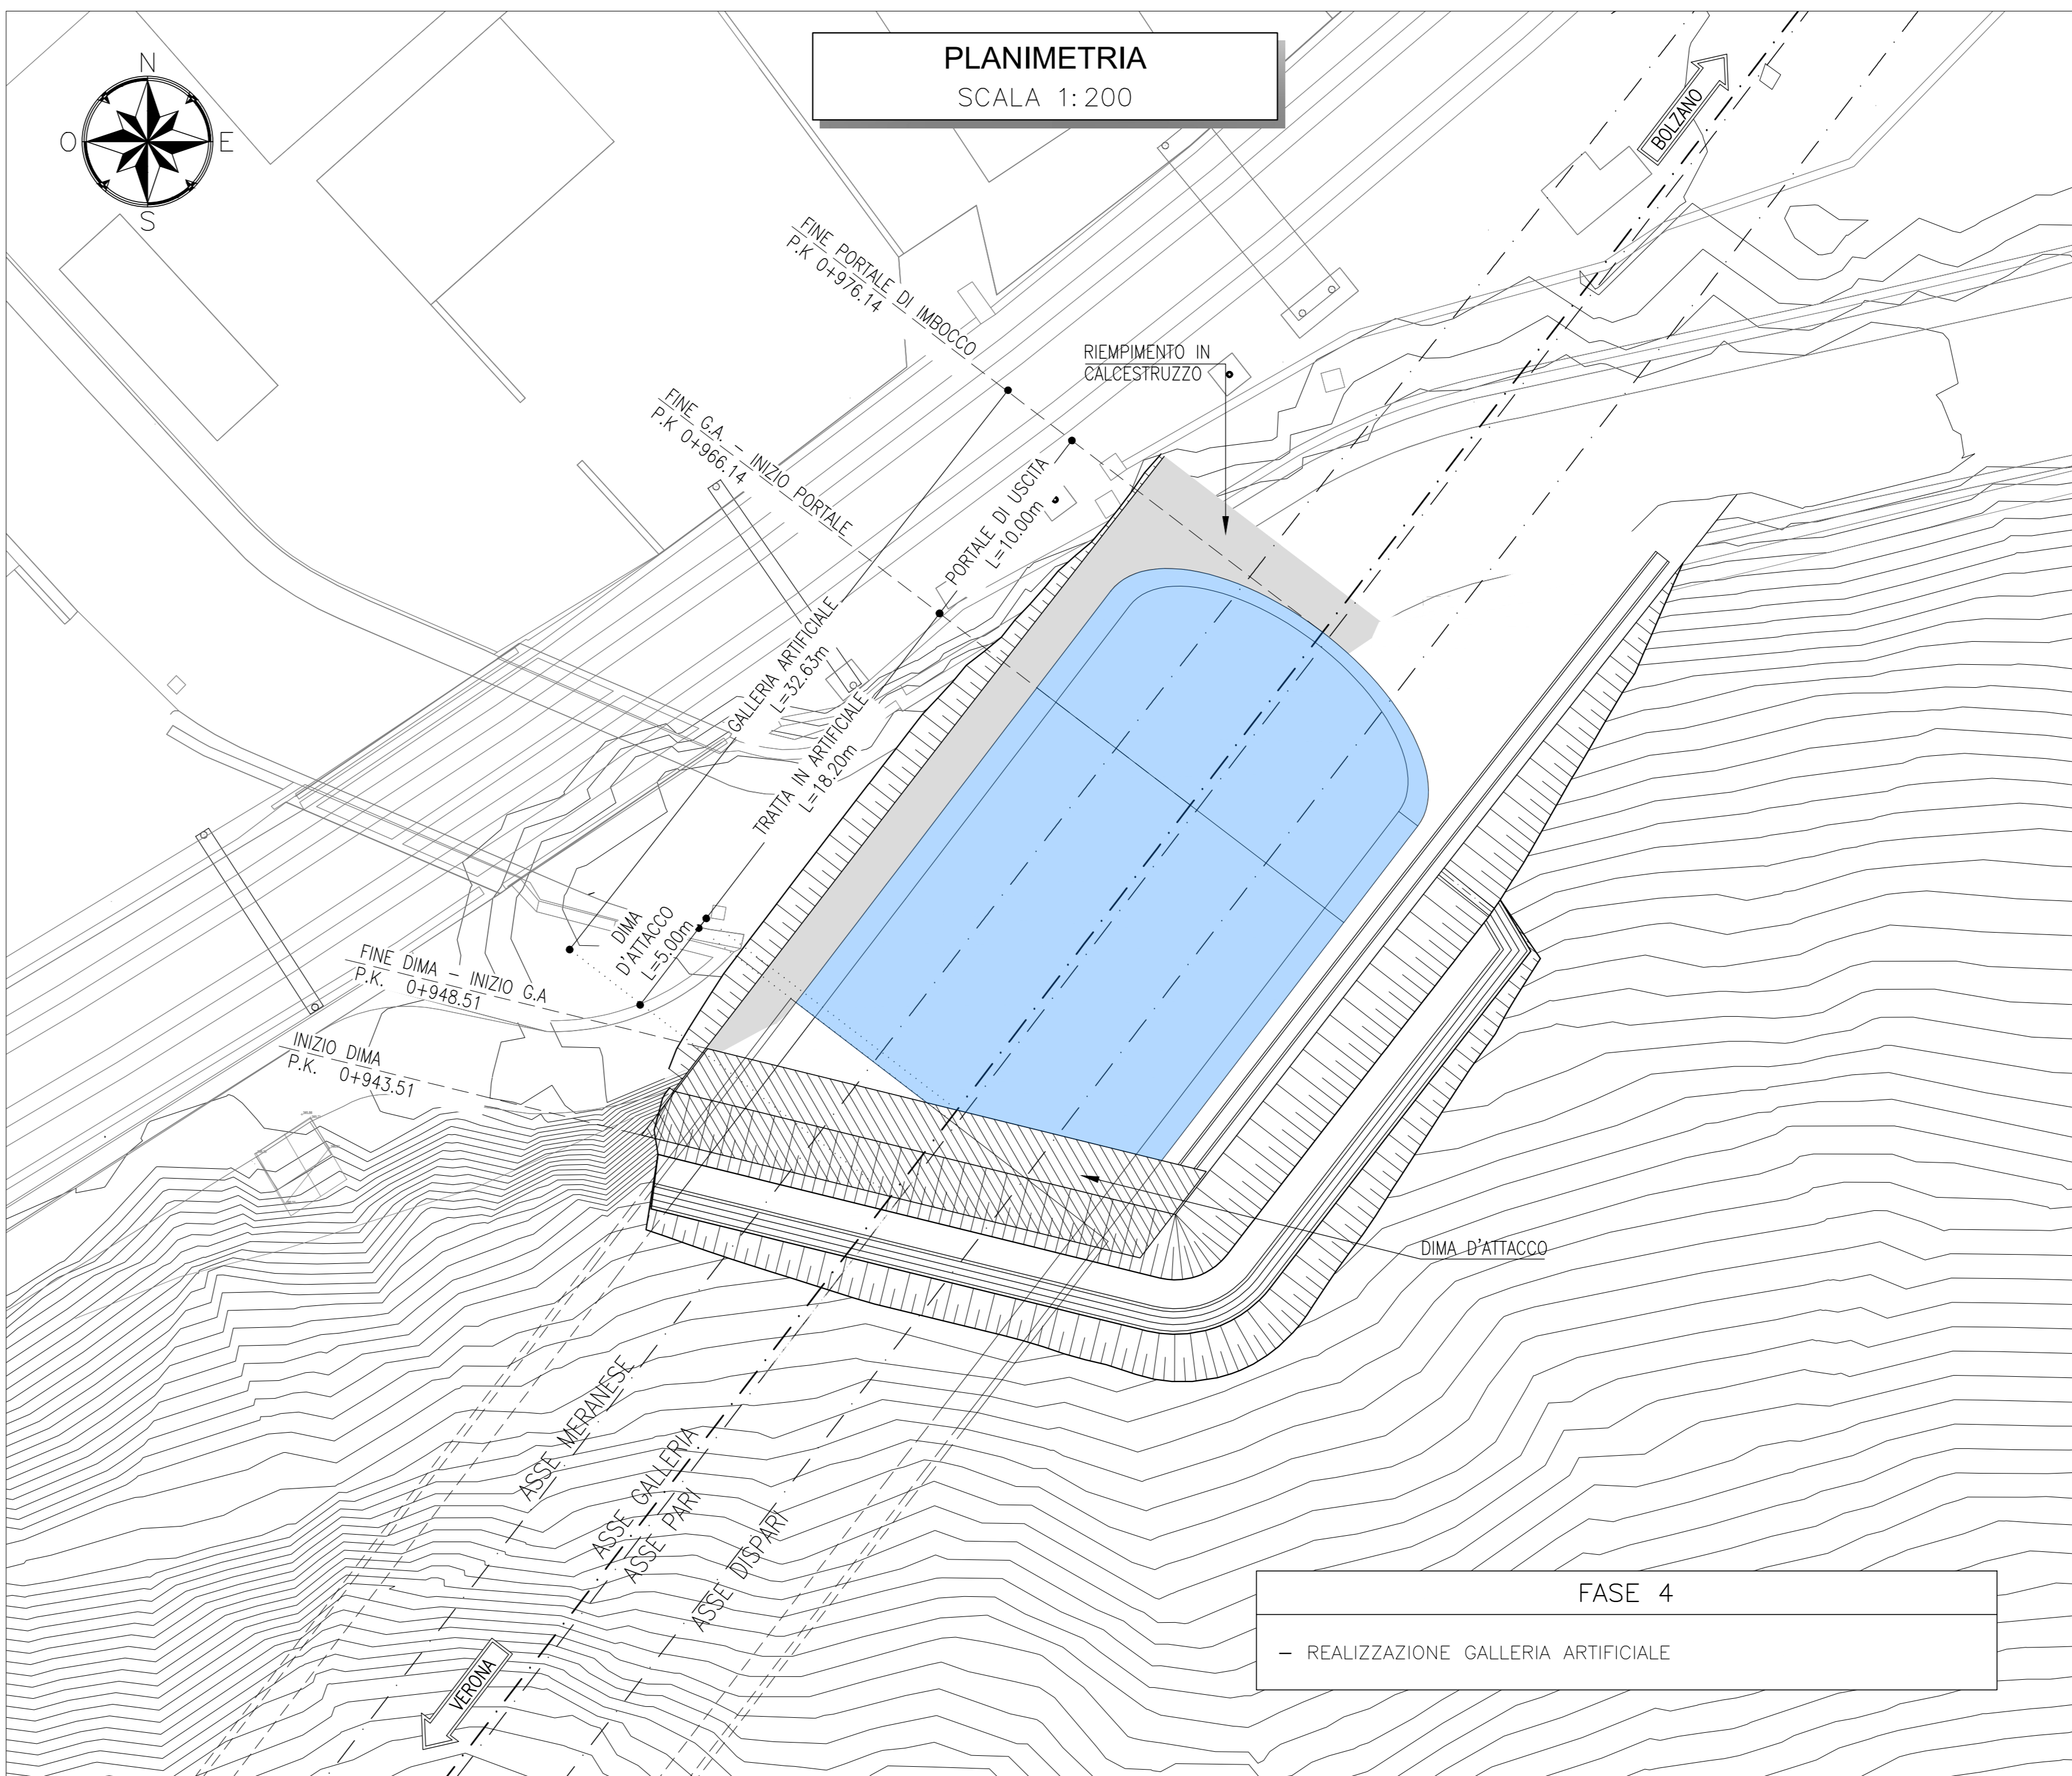 PLANIMETRIA
SCALA 1:200
N
O
E
S
BOLZANO
FINE PORTALE DI IMBOCCO
P.K 0+976.14
RIEMPIMENTO IN
CALCESTRUZZO
FINE G.A. – INIZIO PORTALE
P.K 0+966.14
PORTALE DI USCITA
L=10.00m
GALLERIA ARTIFICIALE
L=32.63m
TRATTA IN ARTIFICIALE
L=18.20m
DIMA
D'ATTACCO
L=5.00m
FINE DIMA – INIZIO G.A
P.K. 0+948.51
INIZIO DIMA
P.K. 0+943.51
DIMA D'ATTACCO
ASSE MERANESE
ASSE GALLERIA
ASSE PARI
ASSE DISPARI
VERONA
FASE 4
– REALIZZAZIONE GALLERIA ARTIFICIALE